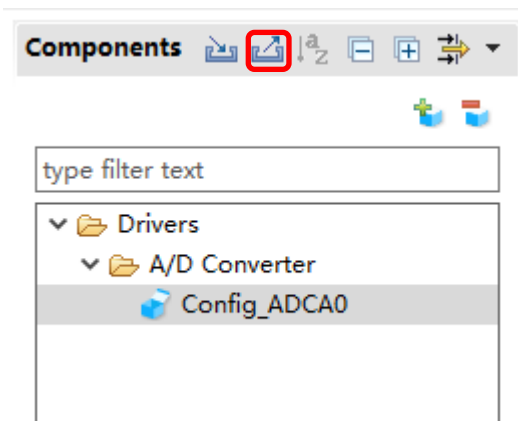 Components
type filter text
Drivers
A/D Converter
Config_ADCA0